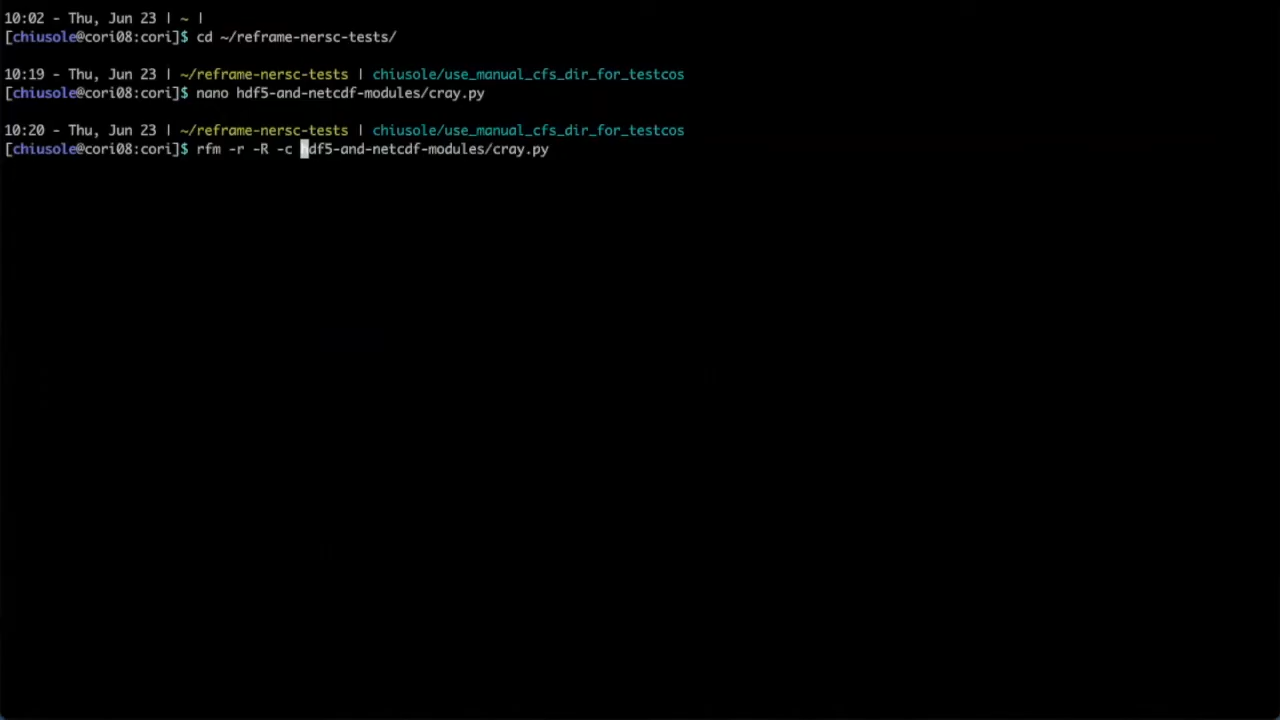 10:02 - Thu, Jun 23 | ~ |
[chiusole@cori08:cori]$ cd ~/reframe-nersc-tests/
10:19 - Thu, Jun 23 | ~/reframe-nersc-tests | chiusole/use_manual_cfs_dir_for_testcos
[chiusole@cori08:cori]$ nano hdf5-and-netcdf-modules/cray.py
10:20 - Thu, Jun 23 | ~/reframe-nersc-tests | chiusole/use_manual_cfs_dir_for_testcos
[chiusole@cori08:cori]$ rfm -r -R -c hdf5-and-netcdf-modules/cray.py